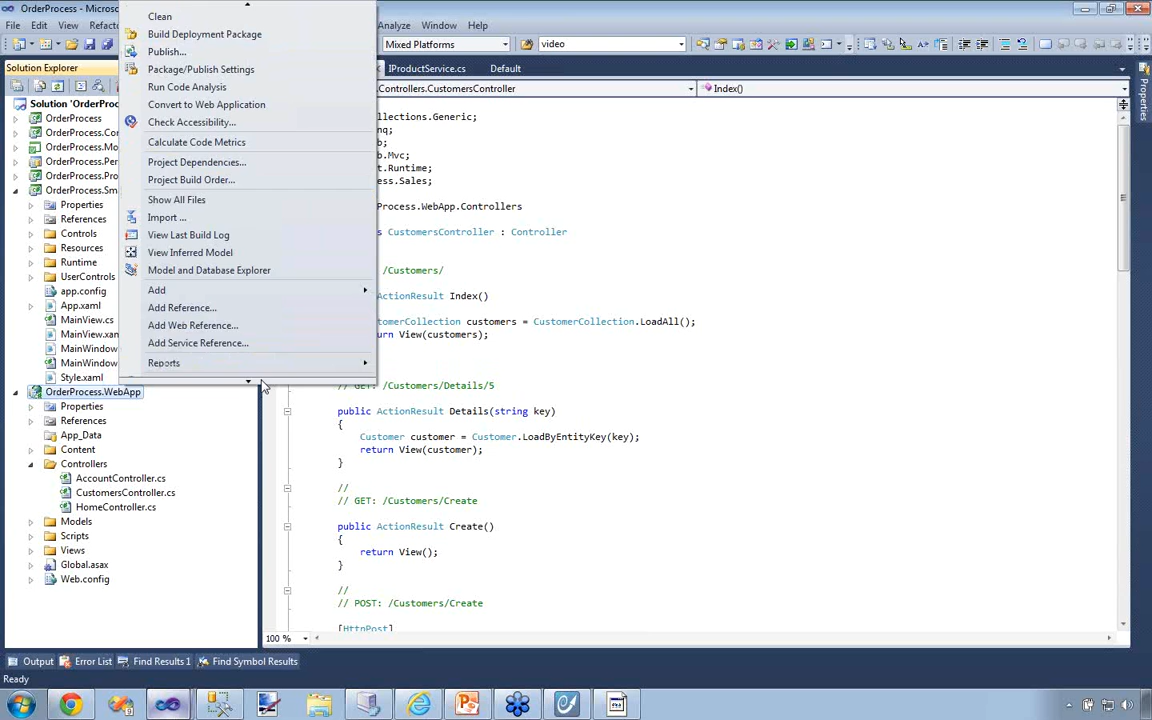 OrderProcess - Microsc
File Edit View Refact
Analyze Window Help
Mixed Platforms
video
Solution Explorer
Solution 'OrderProc
OrderProcess
OrderProcess.Co
OrderProcess.Mo
OrderProcess.Per
OrderProcess.Pro
OrderProcess.Sm
Properties
References
Controls
Resources
Runtime
UserControls
app.config
App.xaml
MainView.cs
MainView.xam
MainWindow
MainWindow
Style.xaml
OrderProcess.WebApp
Properties
References
App_Data
Content
Controllers
AccountController.cs
CustomersController.cs
HomeController.cs
Models
Scripts
Views
Global.asax
Web.config
Clean
Build Deployment Package
Publish...
Package/Publish Settings
Run Code Analysis
Convert to Web Application
Check Accessibility...
Calculate Code Metrics
Project Dependencies...
Project Build Order...
Show All Files
Import ...
View Last Build Log
View Inferred Model
Model and Database Explorer
Add
Add Reference...
Add Web Reference...
Add Service Reference...
Reports
IProductService.cs Default
.Controllers.CustomersController
Index()
Properties
ollections.Generic;
nq;
b.Mvc;
t.Runtime;
ess.Sales;
Process.WebApp.Controllers
s CustomersController : Controller
/Customers/
ActionResult Index()
tomerCollection customers = CustomerCollection.LoadAll();
urn View(customers);
// GET: /Customers/Details/5
public ActionResult Details(string key)
{
Customer customer = Customer.LoadByEntityKey(key);
return View(customer);
}
//
// GET: /Customers/Create
public ActionResult Create()
{
return View();
}
//
// POST: /Customers/Create
[HttpPost]
100 %
Output Error List Find Results 1 Find Symbol Results
Ready